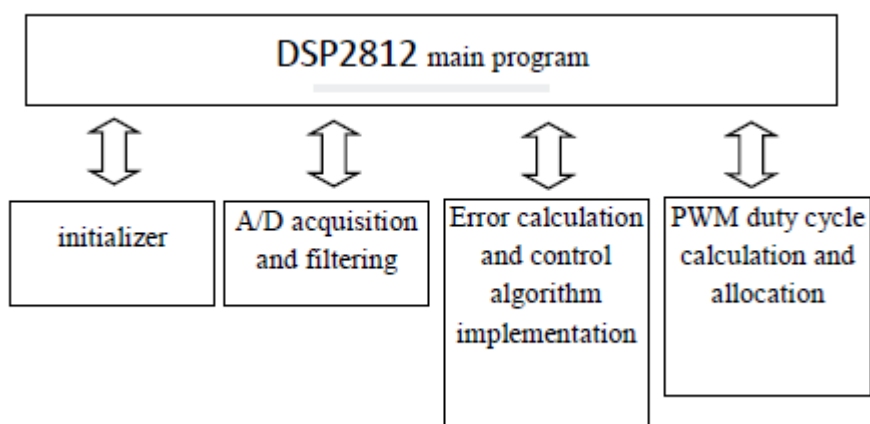 DSP2812 main program
initializer
A/D acquisition
and filtering
Error calculation
and control
algorithm
implementation
PWM duty cycle
calculation and
allocation